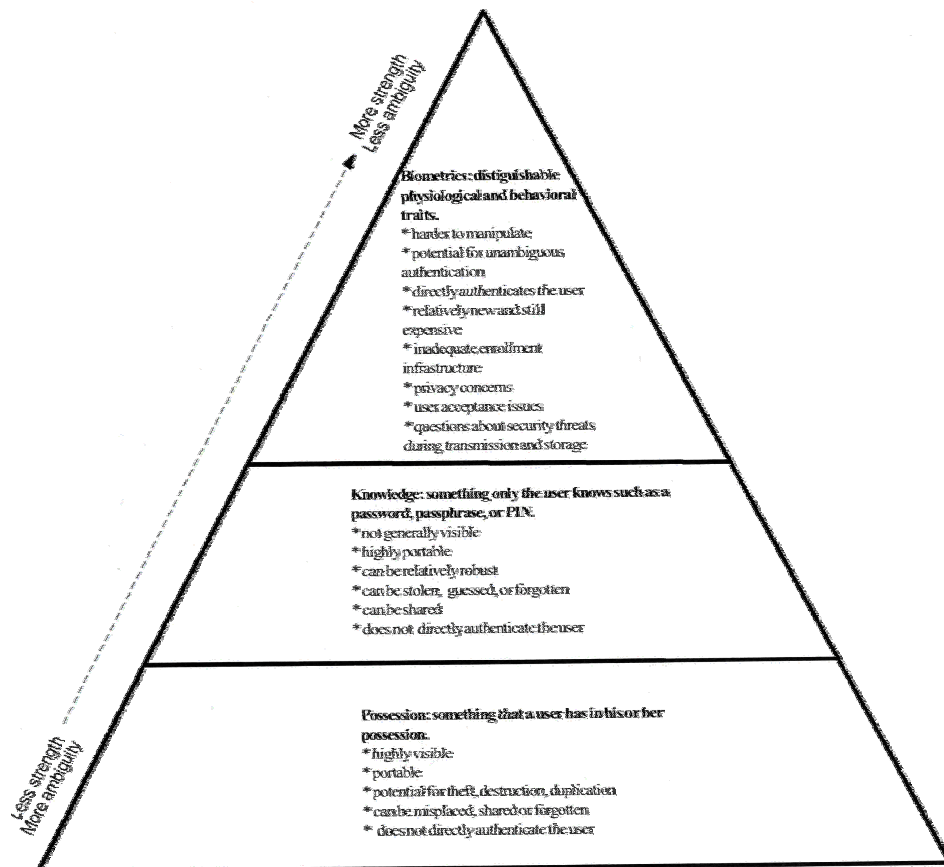 More strength
Less ambiguity
Biometrics: distiguishable
physiological and behavioral
traits.
* harder to manipulate
* potential for unambiguous
authentication
* directly authenticates the user
* relatively new and still
expensive
* inadequate enrollment
infrastructure
* privacy concerns
* user acceptance issues
* questions about security threats
during transmission and storage
Knowledge: something only the user knows such as a
password, passphrase, or PIN.
* not generally visible
* highly portable
* can be relatively robust
* can be stolen, guessed, or forgotten
* can be shared
* does not directly authenticate the user
Less strength
More ambiguity
Possession: something that a user has in his or her
possession.
* highly visible
* portable
* potential for theft, destruction, duplication
* can be misplaced, shared or forgotten
* does not directly authenticate the user